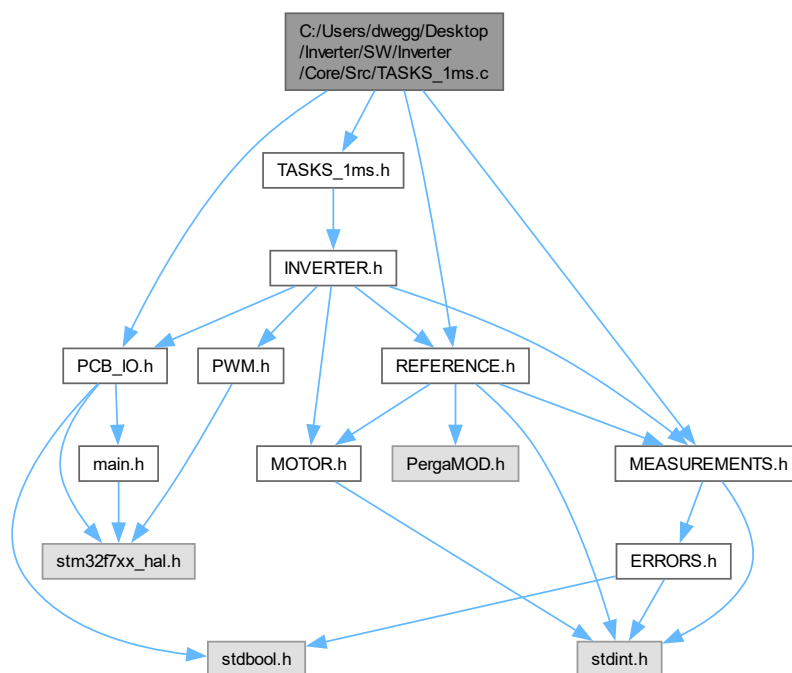 C:/Users/dwegg/Desktop
/Inverter/SW/Inverter
/Core/Src/TASKS_1ms.c
TASKS_1ms.h
INVERTER.h
PCB_IO.h
PWM.h
REFERENCE.h
main.h
MOTOR.h
PergaMOD.h
MEASUREMENTS.h
stm32f7xx_hal.h
ERRORS.h
stdbool.h
stdint.h